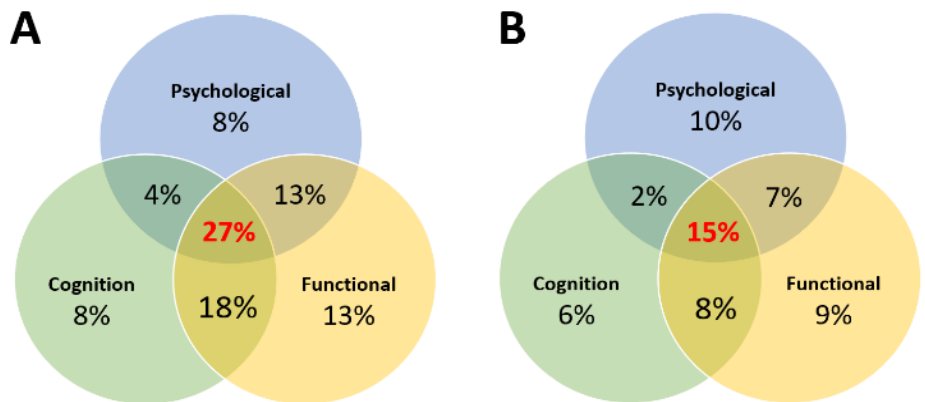 A
Psychological
8%
4%
13%
27%
Cognition
8%
18%
Functional
13%
B
Psychological
10%
2%
7%
15%
Cognition
6%
8%
Functional
9%